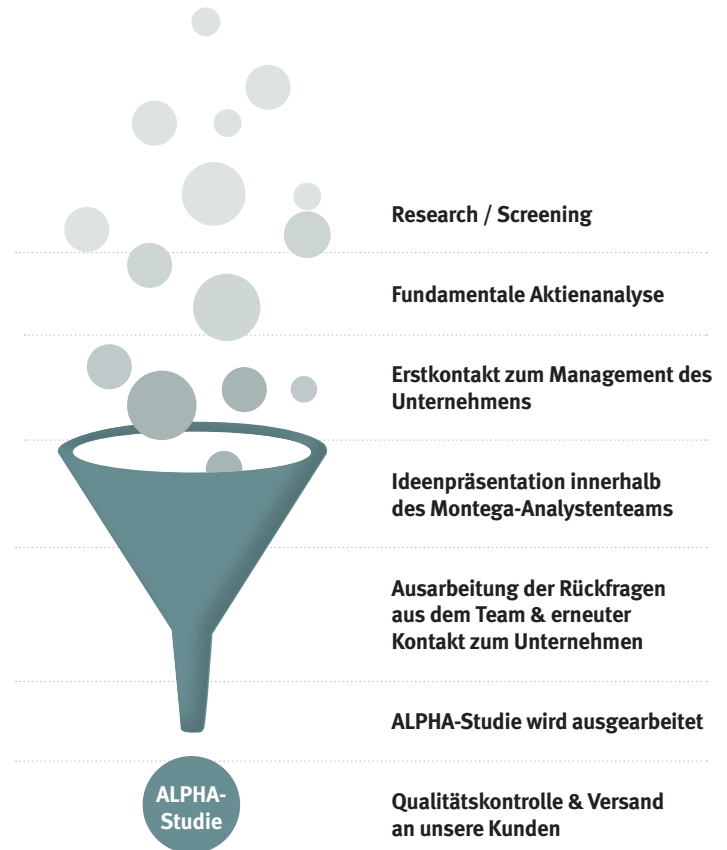 Research / Screening
Fundamentale Aktienanalyse
Erstkontakt zum Management des
Unternehmens
Ideenpräsentation innerhalb
des Montega-Analystenteams
Ausarbeitung der Rückfragen
aus dem Team & erneuter
Kontakt zum Unternehmen
ALPHA-Studie wird ausgearbeitet
ALPHA-
Studie
Qualitätskontrolle & Versand
an unsere Kunden